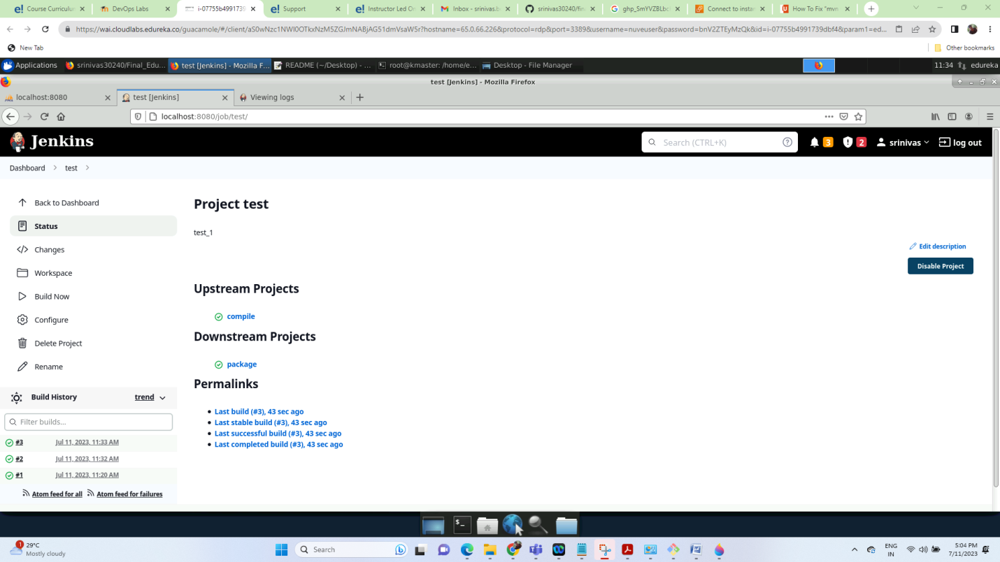 Course Curriculum
DevOps Labs
i-07755b4991739
Support
Instructor Led On
Inbox - srinivas.b
srinivas30240/fin
ghp_SmYVZBLbc
Connect to instan
How To Fix "mvn
https://wai.cloudlabs.edureka.co/guacamole/#/client/aS0wNzc1NWI0OTkxNzM5ZGJmNABjAG51dmVsaW5r?hostname=65.0.66.226&protocol=rdp&port=3389&username=nuveuser&password=bnV2ZTEyMzQk&id=i-07755b4991739dbf4&param1=ed...
New Tab
Other bookmarks
Applications
srinivas30240/Final_Edu...
test [Jenkins] - Mozilla F...
README (~/Desktop) - ...
root@kmaster: /home/e...
Desktop - File Manager
11:34
edureka
test [Jenkins] - Mozilla Firefox
localhost:8080
test [Jenkins]
Viewing logs
localhost:8080/job/test/
Jenkins
Search (CTRL+K)
3
2
srinivas
log out
Dashboard
test
Back to Dashboard
Status
Changes
Workspace
Build Now
Configure
Delete Project
Rename
Build History
trend
Filter builds...
#3 Jul 11, 2023, 11:33 AM
#2 Jul 11, 2023, 11:32 AM
#1 Jul 11, 2023, 11:20 AM
Atom feed for all Atom feed for failures
Project test
test_1
Edit description
Disable Project
Upstream Projects
compile
Downstream Projects
package
Permalinks
Last build (#3), 43 sec ago
Last stable build (#3), 43 sec ago
Last successful build (#3), 43 sec ago
Last completed build (#3), 43 sec ago
1
29°C
Mostly cloudy
Search
ENG
IN
5:04 PM
7/11/2023